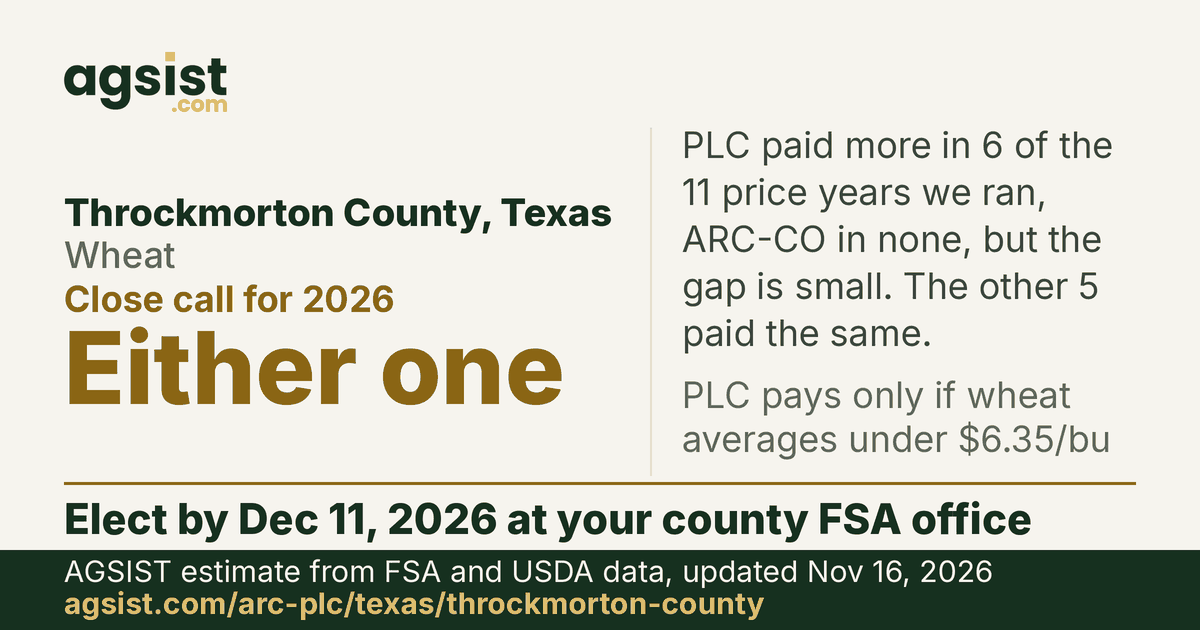 agsist
.com
Throckmorton County, Texas
Wheat
Close call for 2026
Either one
PLC paid more in 6 of the
11 price years we ran,
ARC-CO in none, but the
gap is small. The other 5
paid the same.
PLC pays only if wheat
averages under $6.35/bu
Elect by Dec 11, 2026 at your county FSA office
AGSIST estimate from FSA and USDA data, updated Nov 16, 2026
agsist.com/arc-plc/texas/throckmorton-county